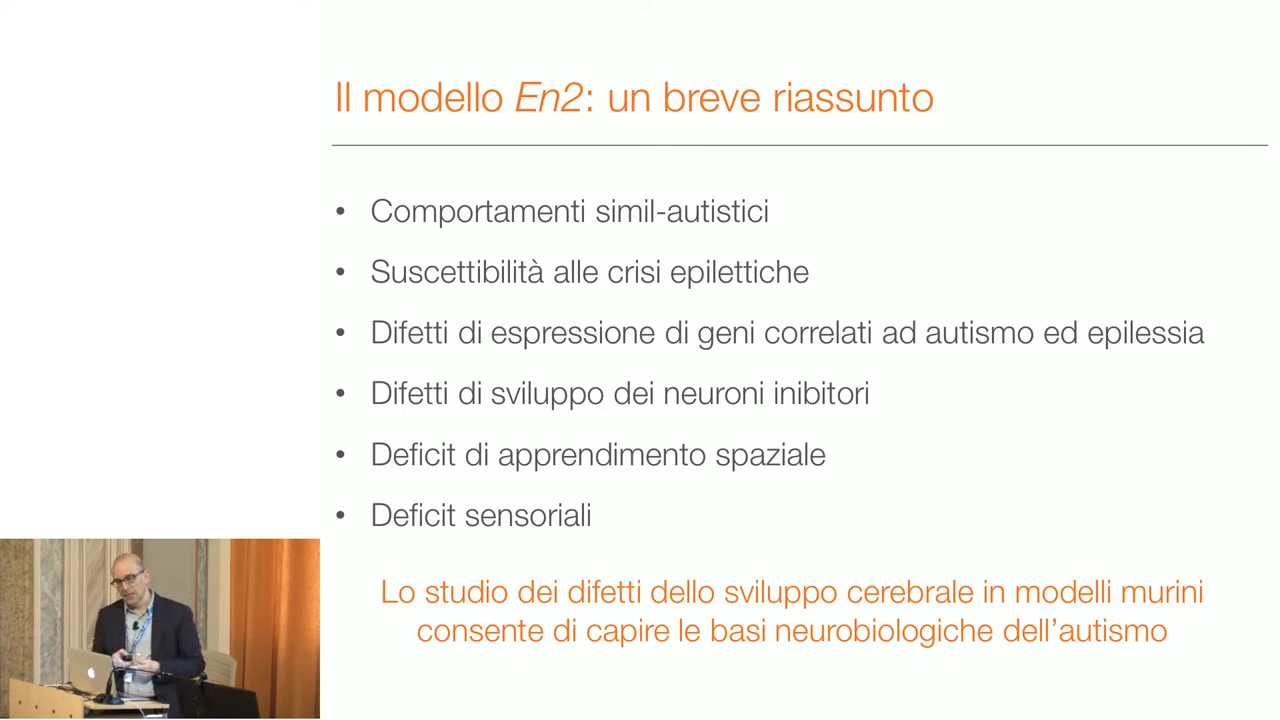 Il modello En2: un breve riassunto
• Comportamenti simil-autistici
• Suscettibilità alle crisi epilettiche
• Difetti di espressione di geni correlati ad autismo ed epilessia
• Difetti di sviluppo dei neuroni inibitori
• Deficit di apprendimento spaziale
• Deficit sensoriali
Lo studio dei difetti dello sviluppo cerebrale in modelli murini
consente di capire le basi neurobiologiche dell’autismo